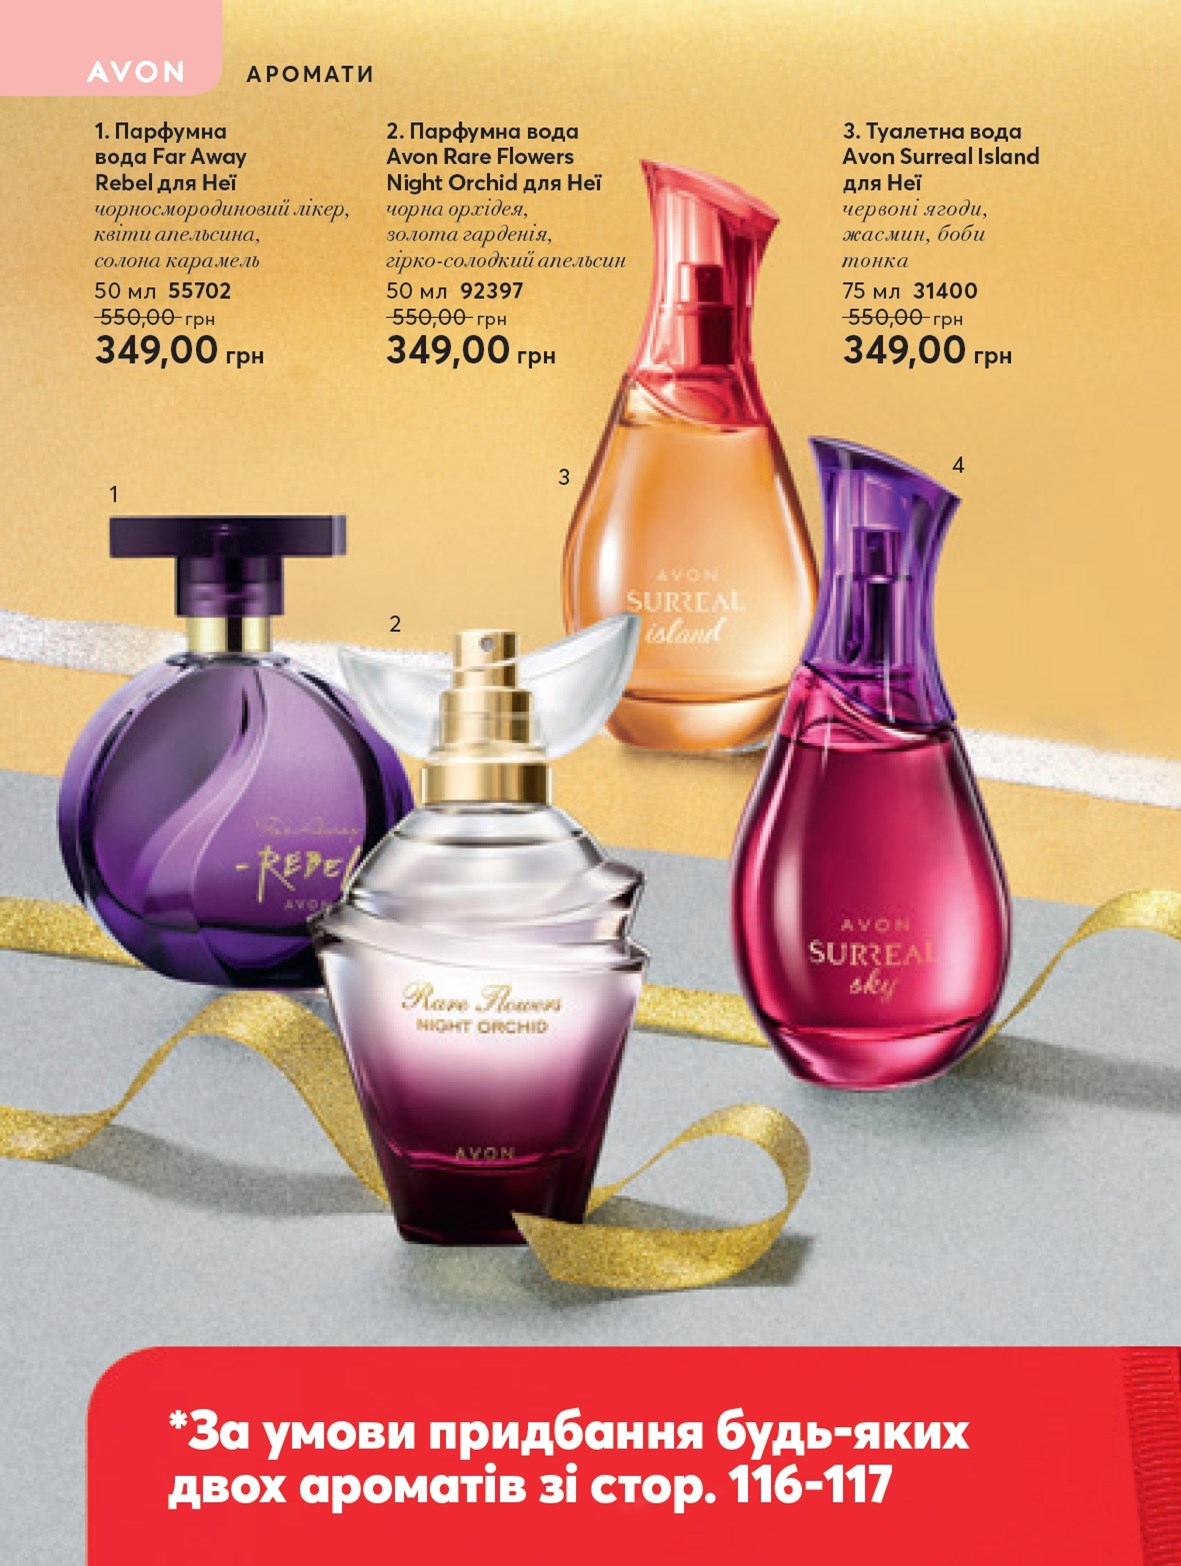 AVON
АРОМАТИ
1. Парфумна
вода Far Away
Rebel для Неї
чорносмородиновий лікер,
квіти апельсина,
солона карамель
50 мл 55702
550,00 грн
349,00 грн
2. Парфумна вода
Avon Rare Flowers
Night Orchid для Неї
чорна орхідея,
золота гарденія,
гірко-солодкий апельсин
50 мл 92397
550,00 грн
349,00 грн
3. Туалетна вода
Avon Surreal Island
для Неї
червоні ягоди,
жасмин, боби
тонка
75 мл 31400
550,00 грн
349,00 грн
1
2
3
4
Far Away
-REBEL
AVON
Rare Flowers
NIGHT ORCHID
AVON
AVON
SURREAL
island
AVON
SURREAL
sky
*За умови придбання будь-яких
двох ароматів зі стор. 116-117